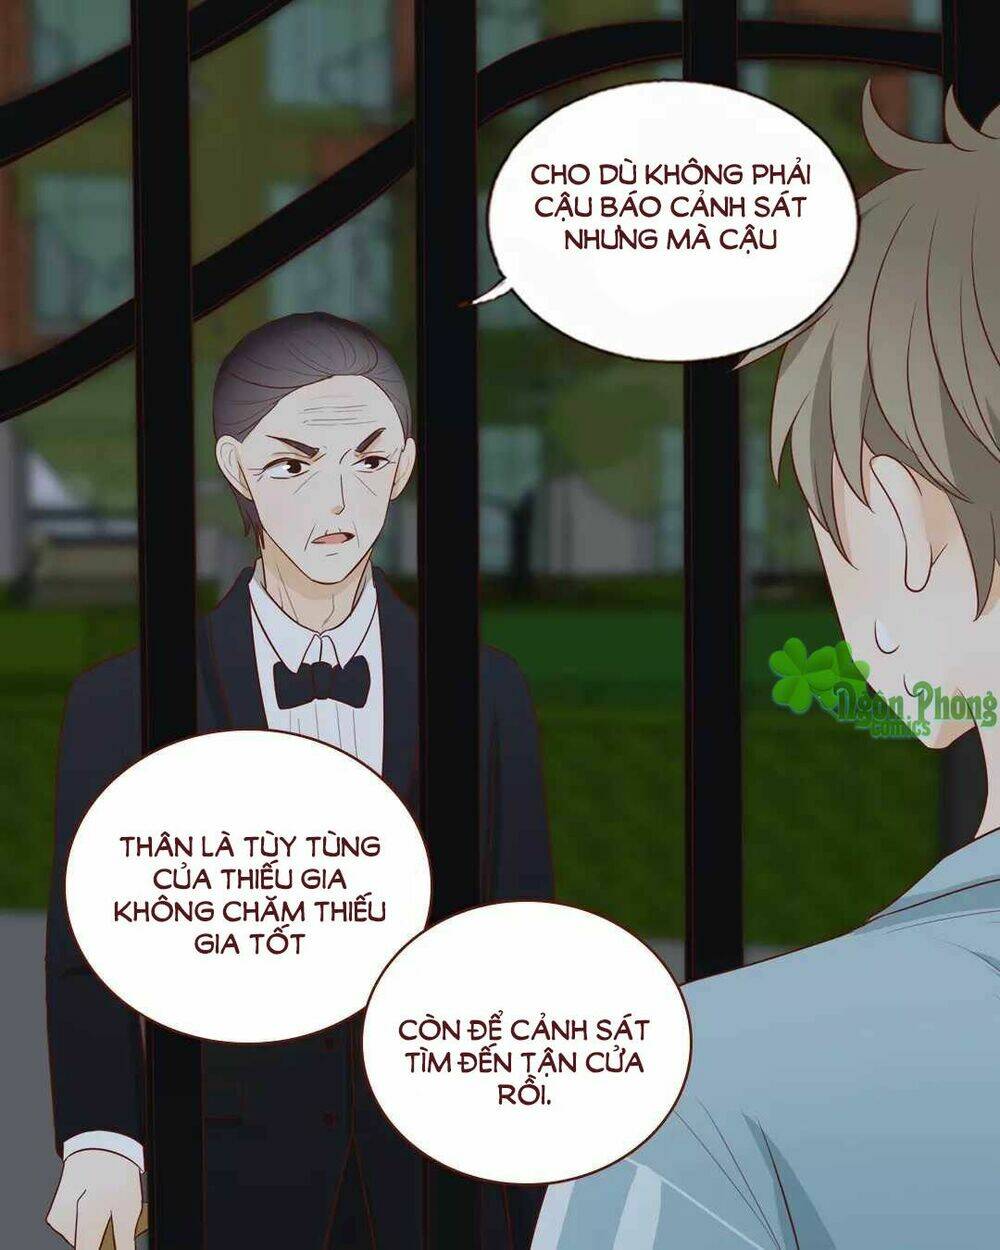 CHO DÙ KHÔNG PHẢI
CẬU BÁO CẢNH SÁT
NHƯNG MÀ CẬU
Ngôn Phong
comics
THÂN LÀ TÙY TÙNG
CỦA THIẾU GIA
KHÔNG CHĂM THIẾU
GIA TỐT
CÒN ĐỂ CẢNH SÁT
TÌM ĐẾN TẬN CỬA
RỒI.